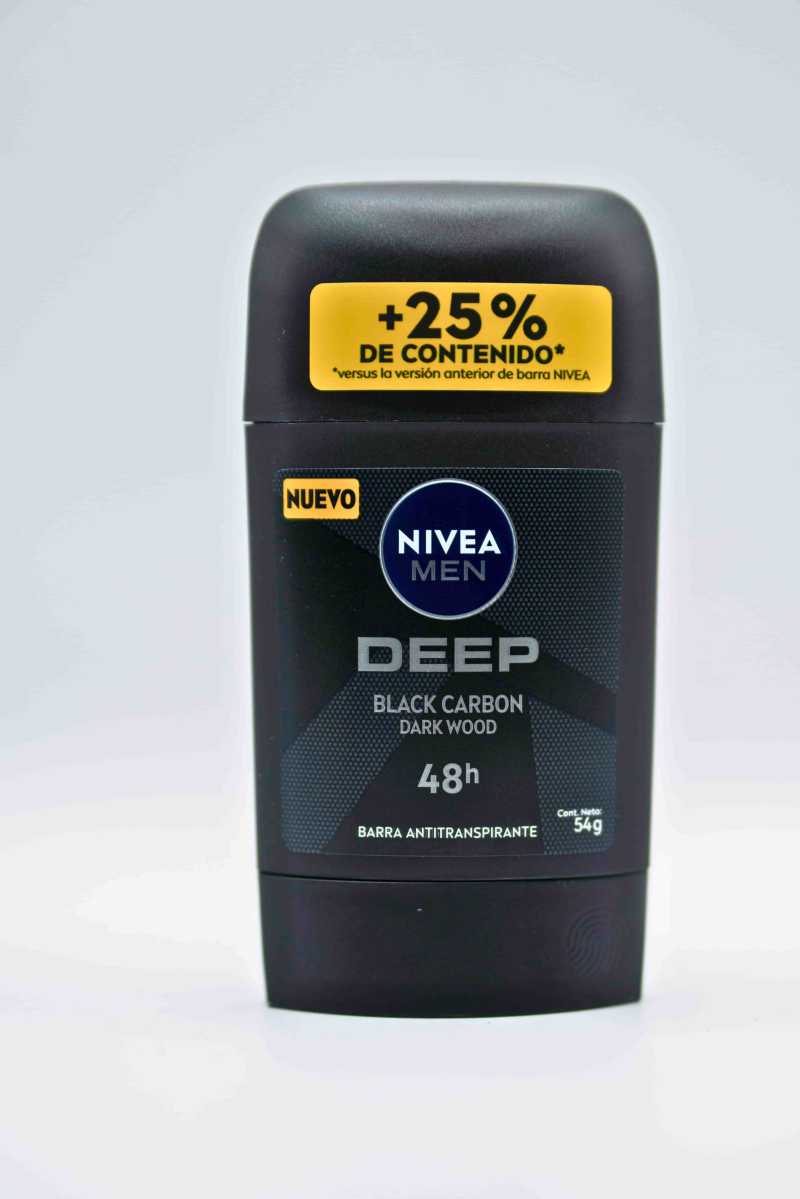 +25%
DE CONTENIDO*
*versus la versión anterior de barra NIVEA
NUEVO
NIVEA
MEN
DEEP
BLACK CARBON
DARK WOOD
48h
Cont. Neto:
54g
BARRA ANTITRANSPIRANTE